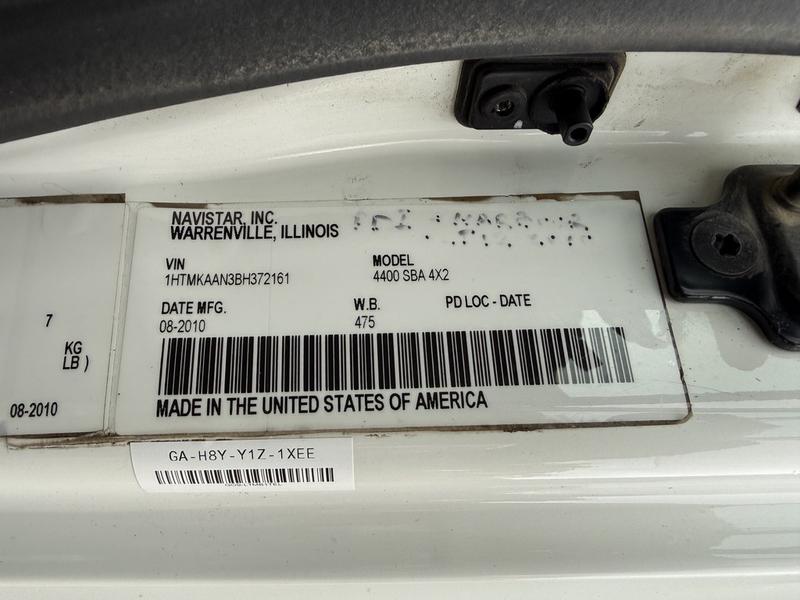 NAVISTAR, INC.
WARRENVILLE, ILLINOIS
VIN
1HTMKAAN3BH372161
MODEL
4400 SBA 4X2
DATE MFG.
08-2010
W.B.
475
PD LOC - DATE
MADE IN THE UNITED STATES OF AMERICA
7
KG
LB )
08-2010
GA-H8Y-Y1Z-1XEE